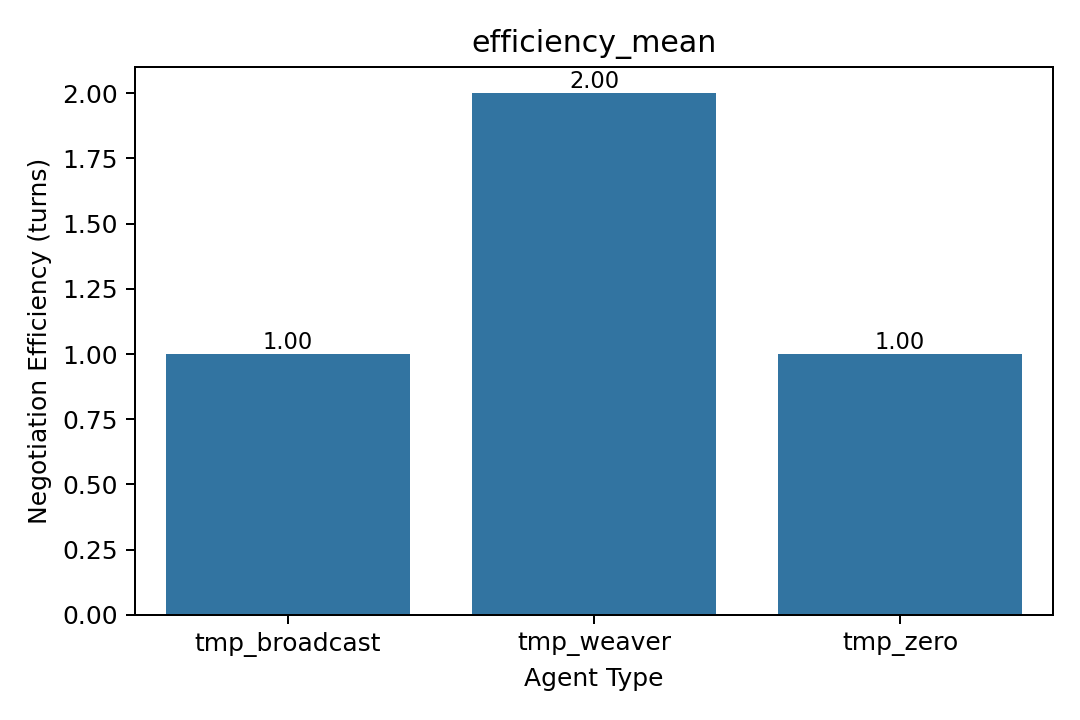 efficiency_mean
Negotiation Efficiency (turns)
2.00
1.75
1.50
1.25
1.00
0.75
0.50
0.25
0.00
1.00
2.00
1.00
tmp_broadcast
tmp_weaver
tmp_zero
Agent Type